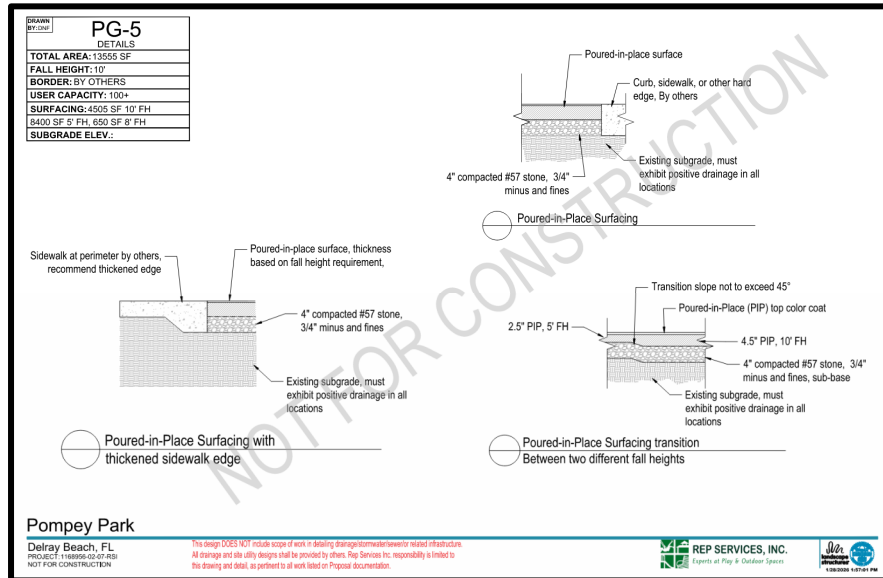 DRAWN
BY:DNF
PG-5
DETAILS
TOTAL AREA: 13555 SF
FALL HEIGHT: 10'
BORDER: BY OTHERS
USER CAPACITY: 100+
SURFACING: 4505 SF 10' FH
8400 SF 5' FH, 650 SF 8' FH
SUBGRADE ELEV.:
Poured-in-place surface
Curb, sidewalk, or other hard
edge, By others
Existing subgrade, must
exhibit positive drainage in all
locations
4" compacted #57 stone, 3/4"
minus and fines
Poured-in-Place Surfacing
Sidewalk at perimeter by others,
recommend thickened edge
Poured-in-place surface, thickness
based on fall height requirement,
4" compacted #57 stone,
3/4" minus and fines
Existing subgrade, must
exhibit positive drainage in all
locations
Poured-in-Place Surfacing with
thickened sidewalk edge
Transition slope not to exceed 45°
Poured-in-Place (PIP) top color coat
2.5" PIP, 5' FH
4.5" PIP, 10' FH
4" compacted #57 stone, 3/4"
minus and fines, sub-base
Existing subgrade, must
exhibit positive drainage in all
locations
Poured-in-Place Surfacing transition
Between two different fall heights
NOT FOR CONSTRUCTION
Pompey Park
Delray Beach, FL
PROJECT: 1168956-02-07-RSI
NOT FOR CONSTRUCTION
This design DOES NOT include scope of work in detailing drainage/stormwater/sewer/or related infrastructure.
All drainage and site utility designs shall be provided by others. Rep Services Inc. responsibility is limited to
this drawing and detail, as pertinent to all work listed on Proposal documentation.
REP SERVICES, INC.
Experts at Play & Outdoor Spaces
landscape
structures
1/28/2026 1:57:01 PM